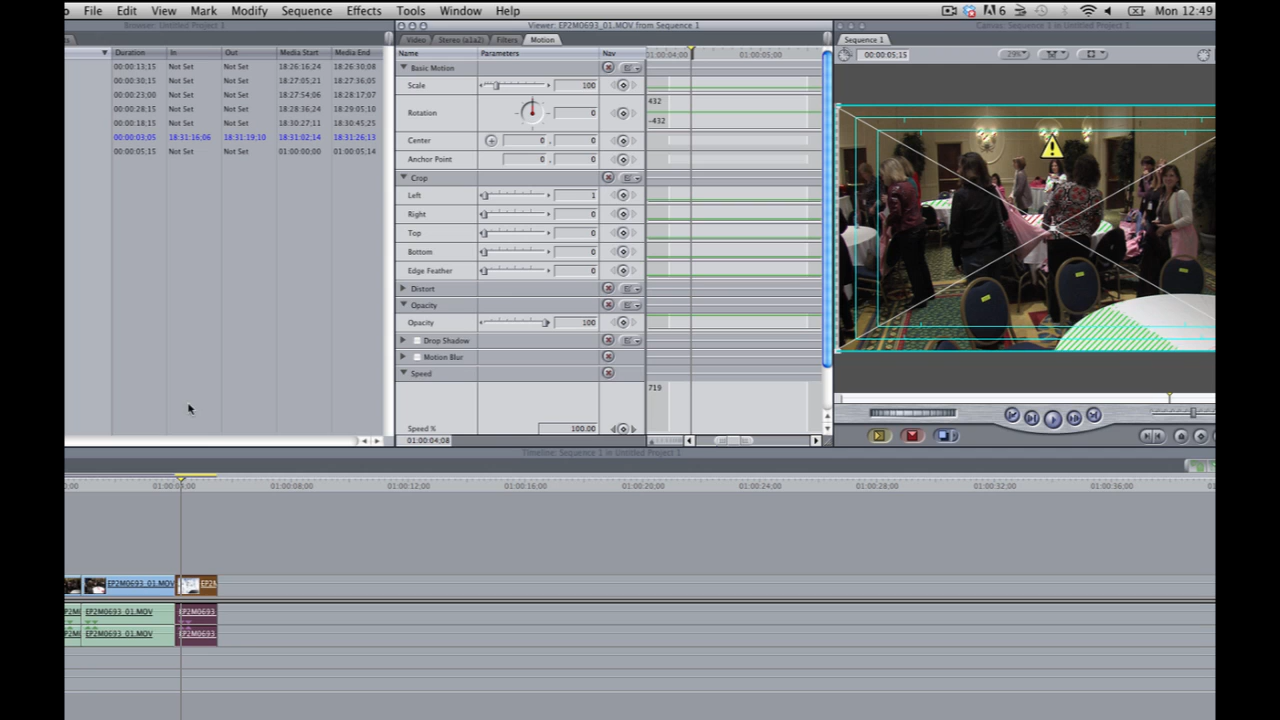 File Edit View Mark Modify Sequence Effects Tools Window Help 6 Mon 12:49
Browser: Untitled Project 1
Duration In Out Media Start Media End
00:00:13;15 Not Set Not Set 18:26:16;24 18:26:30;08
00:00:30;15 Not Set Not Set 18:27:05;21 18:27:36;05
00:00:23;00 Not Set Not Set 18:27:54;06 18:28:17;07
00:00:28;15 Not Set Not Set 18:28:36;24 18:29:05;10
00:00:18;15 Not Set Not Set 18:30:27;11 18:30:45;25
00:00:03;05 18:31:16;06 18:31:19;10 18:31:02;14 18:31:26;13
00:00:05;15 Not Set Not Set 01:00:00;00 01:00:05;14
Viewer: EP2M0693_01.MOV from Sequence 1
Video Stereo (a1a2) Filters Motion
Name Parameters Nav 01:00:04;00 01:00:05;00
Basic Motion
Scale 100
Rotation 0 432
-432
Center 0 , 0
Anchor Point 0 , 0
Crop
Left 1
Right 0
Top 0
Bottom 0
Edge Feather 0
Distort
Opacity
Opacity 100
Drop Shadow
Motion Blur
Speed
719
Speed % 100.00
01:00:04;08
Canvas: Sequence 1 in Untitled Project 1
Sequence 1
00:00:05;15 29%
Timeline: Sequence 1 in Untitled Project 1
0;00 01:00:04;00 01:00:08;00 01:00:12;00 01:00:16;00 01:00:20;00 01:00:24;00 01:00:28;00 01:00:32;00 01:00:36;00
EP2M0693_01.MOV EP2M
EP2M0693_01.MOV EP2M0693
EP2M0693_01.MOV EP2M0693